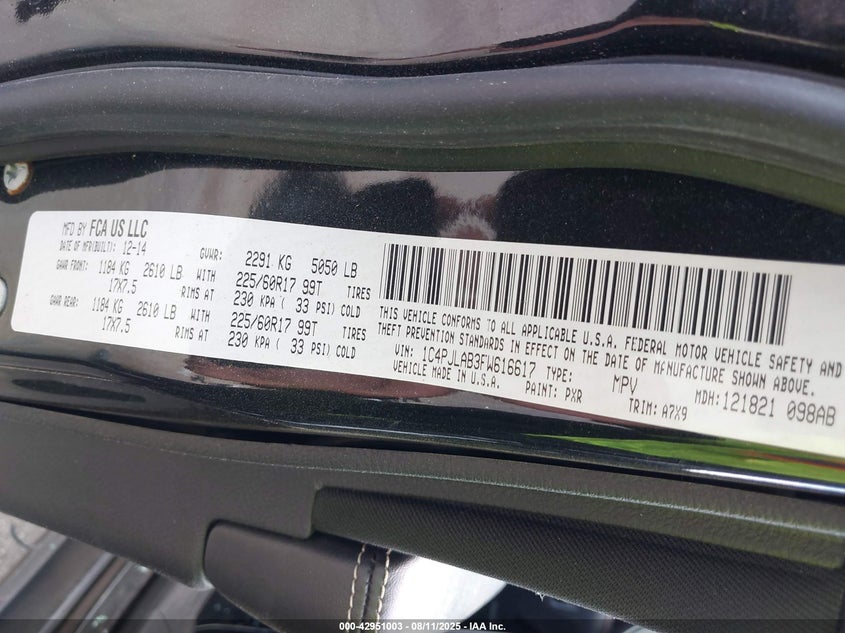 MFD BY FCA US LLC
DATE OF MFR(BUILT): 12-14 GVWR: 2291 KG 5050 LB
GWR FRONT: 1184 KG 2610 LB WITH 225/60R17 99T TIRES
17X7.5 RIMS AT 230 KPA ( 33 PSI) COLD
GWR REAR: 1184 KG 2610 LB WITH 225/60R17 99T TIRES
17X7.5 RIMS AT 230 KPA ( 33 PSI) COLD
THIS VEHICLE CONFORMS TO ALL APPLICABLE U.S.A. FEDERAL MOTOR VEHICLE SAFETY AND
THEFT PREVENTION STANDARDS IN EFFECT ON THE DATE OF MANUFACTURE SHOWN ABOVE.
VIN: 1C4PJLAB3FW616617 TYPE: MPV MDH:121821 098AB
VEHICLE MADE IN U.S.A. PAINT: PXR TRIM: A7X9
000-42951003 - 08/11/2025 - IAA Inc.